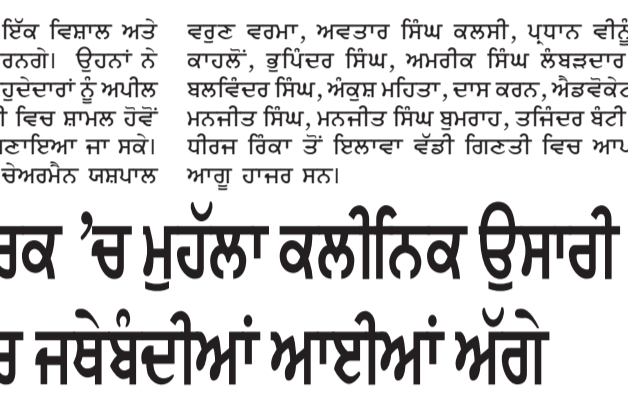 ਇੱਕ ਵਿਸ਼ਾਲ ਅਤੇ
ਰਨਗੇ। ਉਹਨਾਂ ਨੇ
ਹੁਦੇਦਾਰਾਂ ਨੂੰ ਅਪੀਲ
ਵਿਚ ਸ਼ਾਮਲ ਹੋਵੋਂ
ਣਾਇਆ ਜਾ ਸਕੇ।
ਚੇਅਰਮੈਨ ਯਸ਼ਪਾਲ
ਵਰੁਣ ਵਰਮਾ, ਅਵਤਾਰ ਸਿੰਘ ਕਲਸੀ, ਪ੍ਰਧਾਨ ਵੀਨੂੰ
ਕਾਹਲੋਂ, ਭੁਪਿੰਦਰ ਸਿੰਘ, ਅਮਰੀਕ ਸਿੰਘ ਲੰਬੜਦਾਰ
ਬਲਵਿੰਦਰ ਸਿੰਘ, ਅੰਕੁਸ਼ ਮਹਿਤਾ, ਦਾਸ ਕਰਨ, ਐਡਵੋਕੇਟ
ਮਨਜੀਤ ਸਿੰਘ, ਮਨਜੀਤ ਸਿੰਘ ਬੁਮਰਾਹ, ਤਜਿੰਦਰ ਬੰਟੀ
ਧੀਰਜ ਰਿੰਕਾ ਤੋਂ ਇਲਾਵਾ ਵੱਡੀ ਗਿਣਤੀ ਵਿਚ ਆਪ
ਆਗੂ ਹਾਜਰ ਸਨ।
ਰਕ ’ਚ ਮੁਹੱਲਾ ਕਲੀਨਿਕ ਉਸਾਰੀ
ਜਥੇਬੰਦੀਆਂ ਆਈਆਂ ਅੱਗੇ